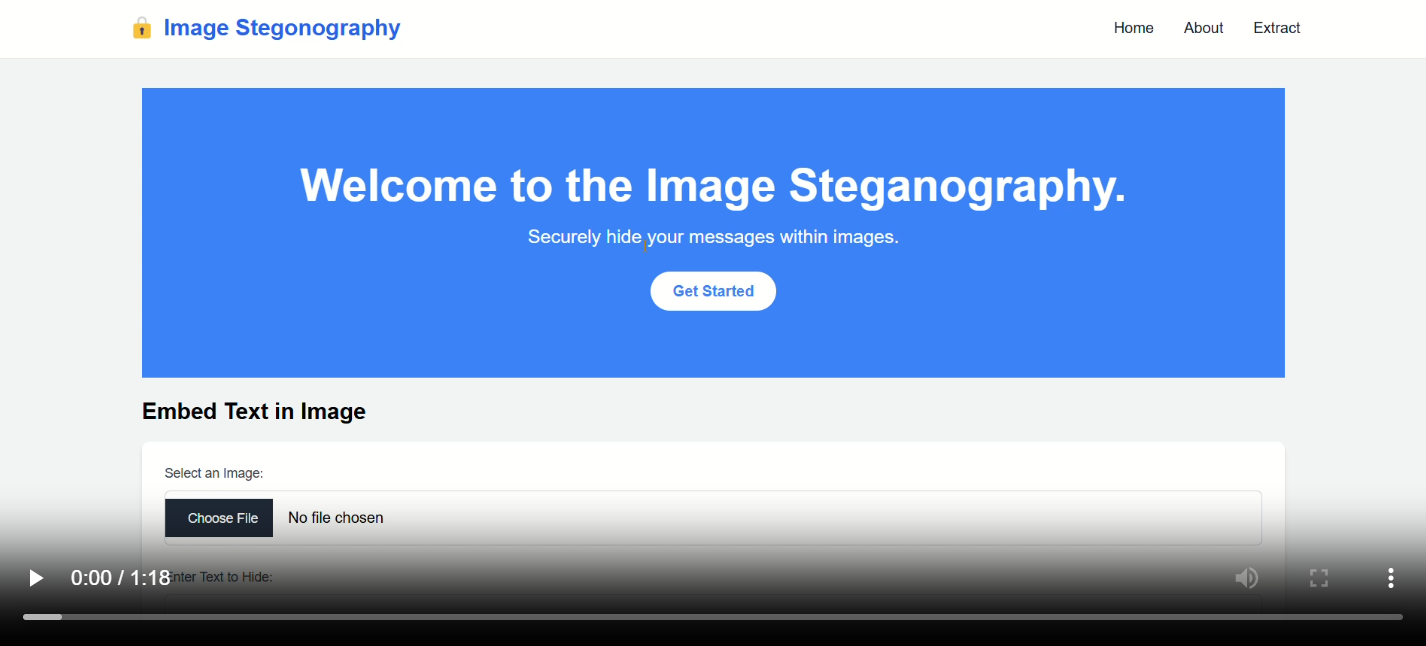 Image Stegonography
Home About Extract
Welcome to the Image Steganography.
Securely hide your messages within images.
Get Started
Embed Text in Image
Select an Image:
Choose File No file chosen
Enter Text to Hide:
0:00 / 1:18